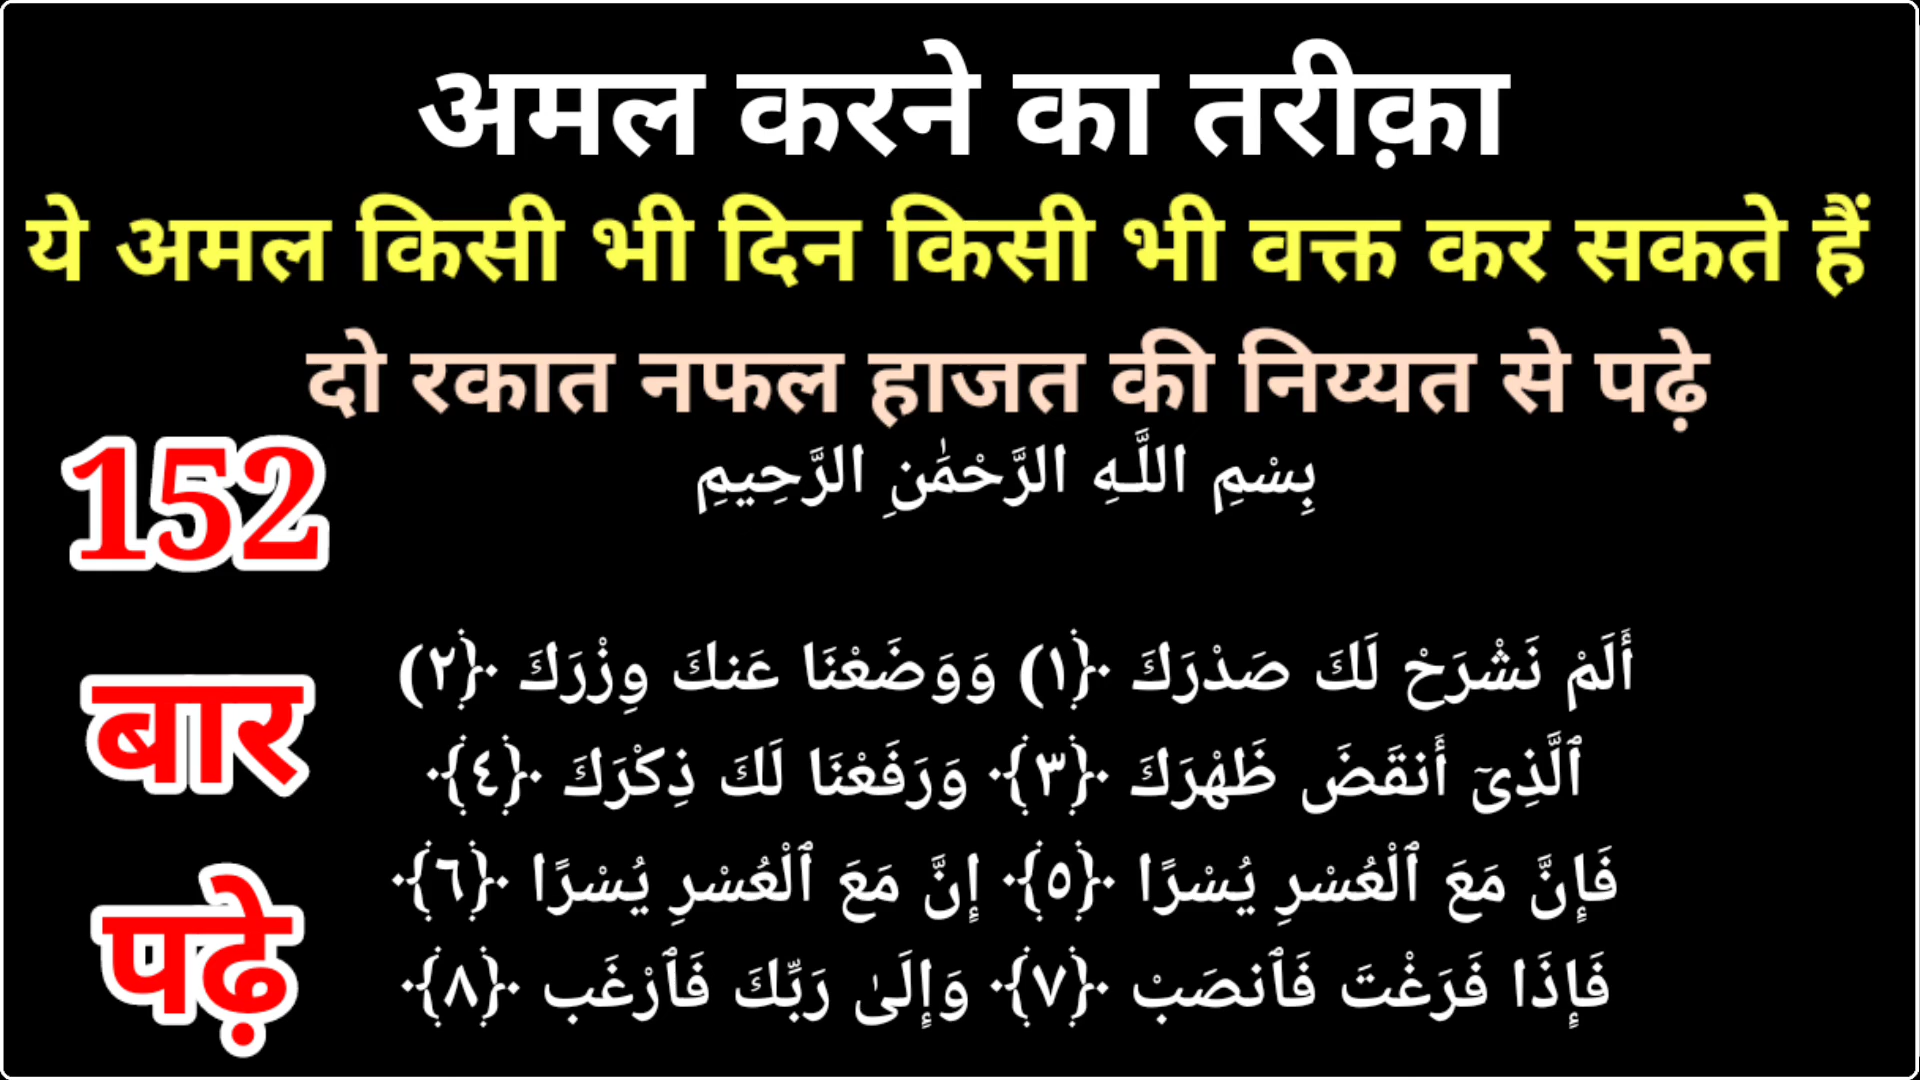 अमल करने का तरीक़ा
ये अमल किसी भी दिन किसी भी वक्त कर सकते हैं
दो रकात नफल हाजत की निय्यत से पढ़े
152
बार
पढ़े
بِسْمِ اللَّـهِ الرَّحْمَٰنِ الرَّحِيمِ
أَلَمْ نَشْرَحْ لَكَ صَدْرَكَ ﴿١) وَوَضَعْنَا عَنكَ وِزْرَكَ ﴿٢)
ٱلَّذِىٓ أَنقَضَ ظَهْرَكَ ﴿٣﴾ وَرَفَعْنَا لَكَ ذِكْرَكَ ﴿٤﴾
فَإِنَّ مَعَ ٱلْعُسْرِ يُسْرًا ﴿٥﴾ إِنَّ مَعَ ٱلْعُسْرِ يُسْرًا ﴿٦﴾
فَإِذَا فَرَغْتَ فَٱنصَبْ ﴿٧﴾ وَإِلَىٰ رَبِّكَ فَٱرْغَب ﴿٨﴾